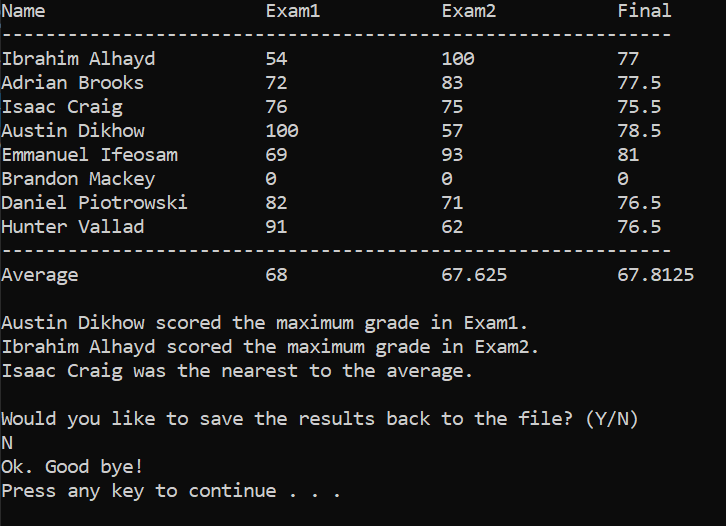 Name Exam1 Exam2 Final
-------------------------------------------------------------
Ibrahim Alhayd 54 100 77
Adrian Brooks 72 83 77.5
Isaac Craig 76 75 75.5
Austin Dikhow 100 57 78.5
Emmanuel Ifeosam 69 93 81
Brandon Mackey 0 0 0
Daniel Piotrowski 82 71 76.5
Hunter Vallad 91 62 76.5
-------------------------------------------------------------
Average 68 67.625 67.8125
Austin Dikhow scored the maximum grade in Exam1.
Ibrahim Alhayd scored the maximum grade in Exam2.
Isaac Craig was the nearest to the average.
Would you like to save the results back to the file? (Y/N)
N
Ok. Good bye!
Press any key to continue . . .